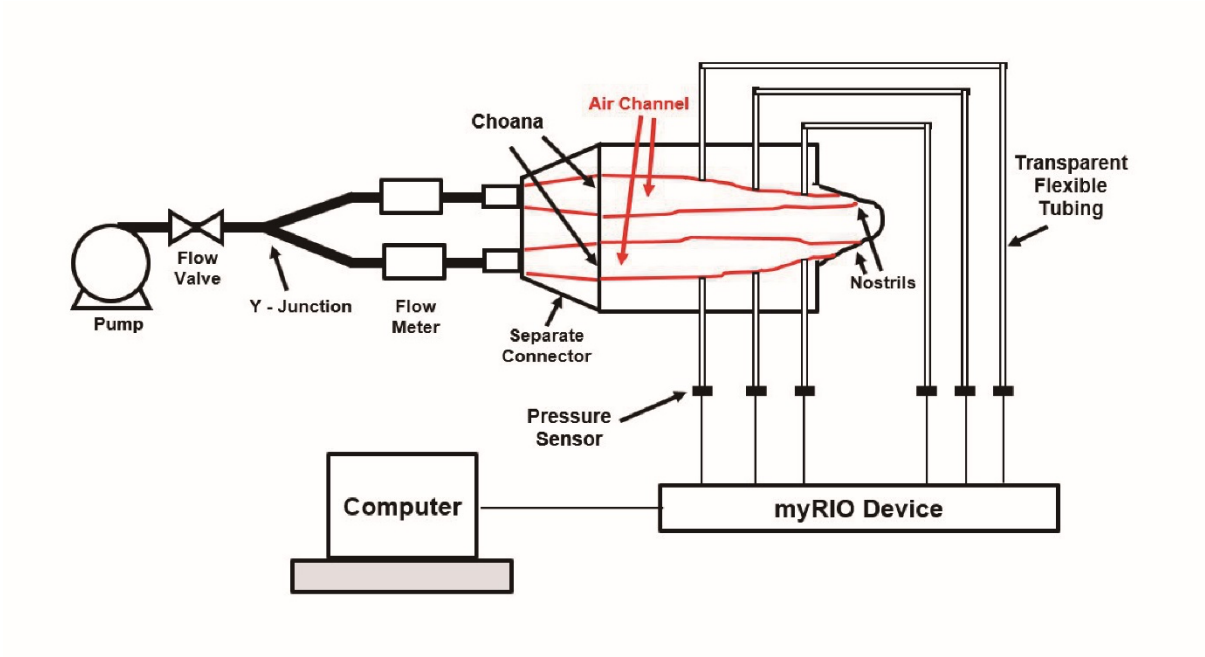 Air Channel
Choana
Transparent
Flexible
Tubing
Flow
Valve
Nostrils
Y - Junction
Flow
Meter
Pump
Separate
Connector
Pressure
Sensor
Computer
myRIO Device